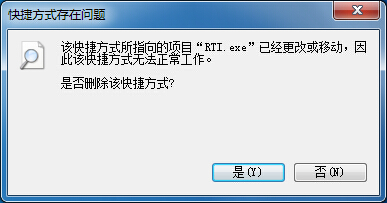 快捷方式存在问题
该快捷方式所指向的项目“RTI.exe”已经更改或移动，因
此该快捷方式无法正常工作。
是否删除该快捷方式?
是(Y)
否(N)